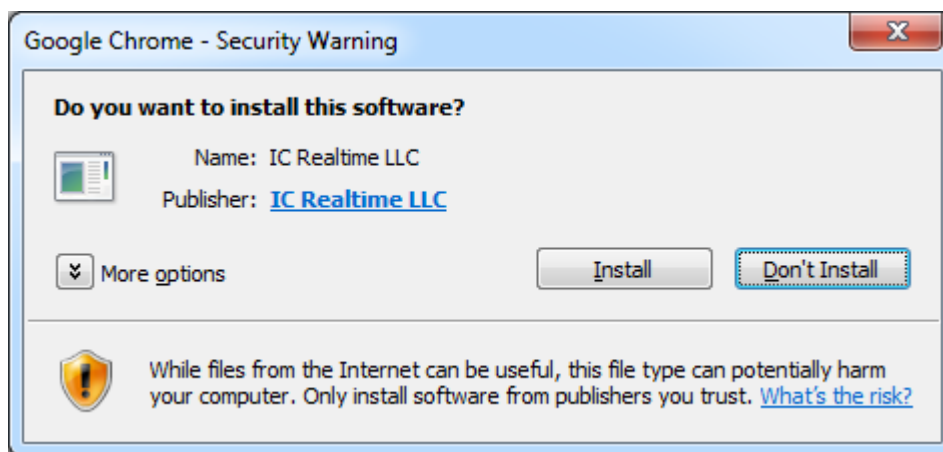 Google Chrome - Security Warning
Do you want to install this software?
Name: IC Realtime LLC
Publisher: IC Realtime LLC
More options
Install
Don't Install
While files from the Internet can be useful, this file type can potentially harm
your computer. Only install software from publishers you trust. What's the risk?